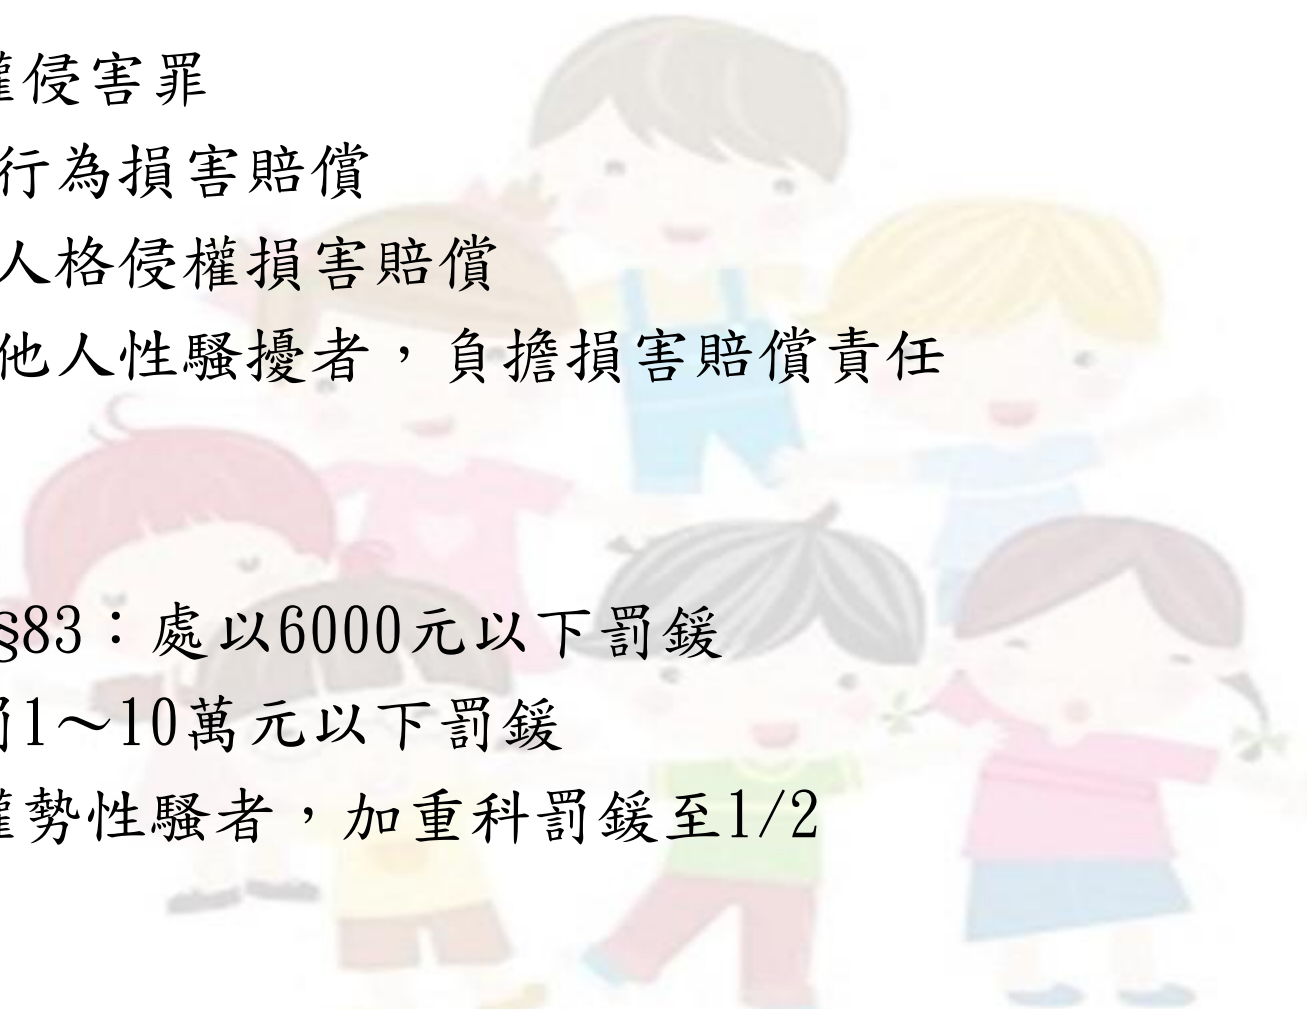 侵害罪
行為損害賠償
人格侵權損害賠償
他人性騷擾者，負擔損害賠償責任
§83：處以6000元以下罰鍰
1～10萬元以下罰鍰
勢性騷者，加重科罰鍰至1/2